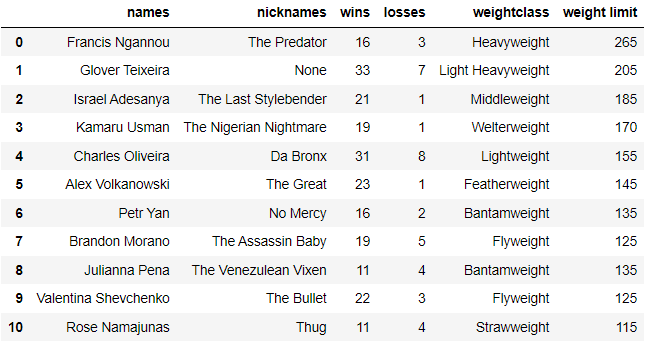 names nicknames wins losses weightclass weight limit
0 Francis Ngannou The Predator 16 3 Heavyweight 265
1 Glover Teixeira None 33 7 Light Heavyweight 205
2 Israel Adesanya The Last Stylebender 21 1 Middleweight 185
3 Kamaru Usman The Nigerian Nightmare 19 1 Welterweight 170
4 Charles Oliveira Da Bronx 31 8 Lightweight 155
5 Alex Volkanowski The Great 23 1 Featherweight 145
6 Petr Yan No Mercy 16 2 Bantamweight 135
7 Brandon Morano The Assassin Baby 19 5 Flyweight 125
8 Julianna Pena The Venezulean Vixen 11 4 Bantamweight 135
9 Valentina Shevchenko The Bullet 22 3 Flyweight 125
10 Rose Namajunas Thug 11 4 Strawweight 115